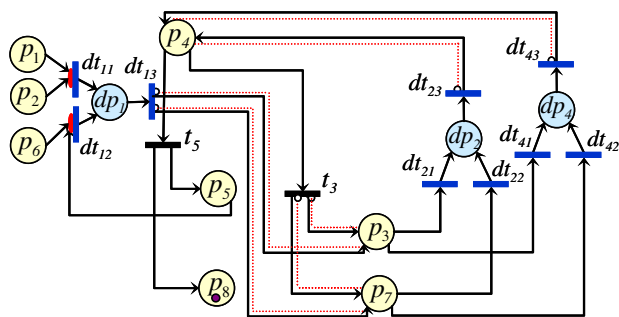 p₄
dt₄₃
p₁
dt₁₁
dt₁₃
p₂
dp₁
dt₂₃
dp₄
p₆
dt₁₂
t₅
dp₂
dt₄₁
dt₄₂
dt₂₁
dt₂₂
p₅
t₃
p₃
p₈
p₇